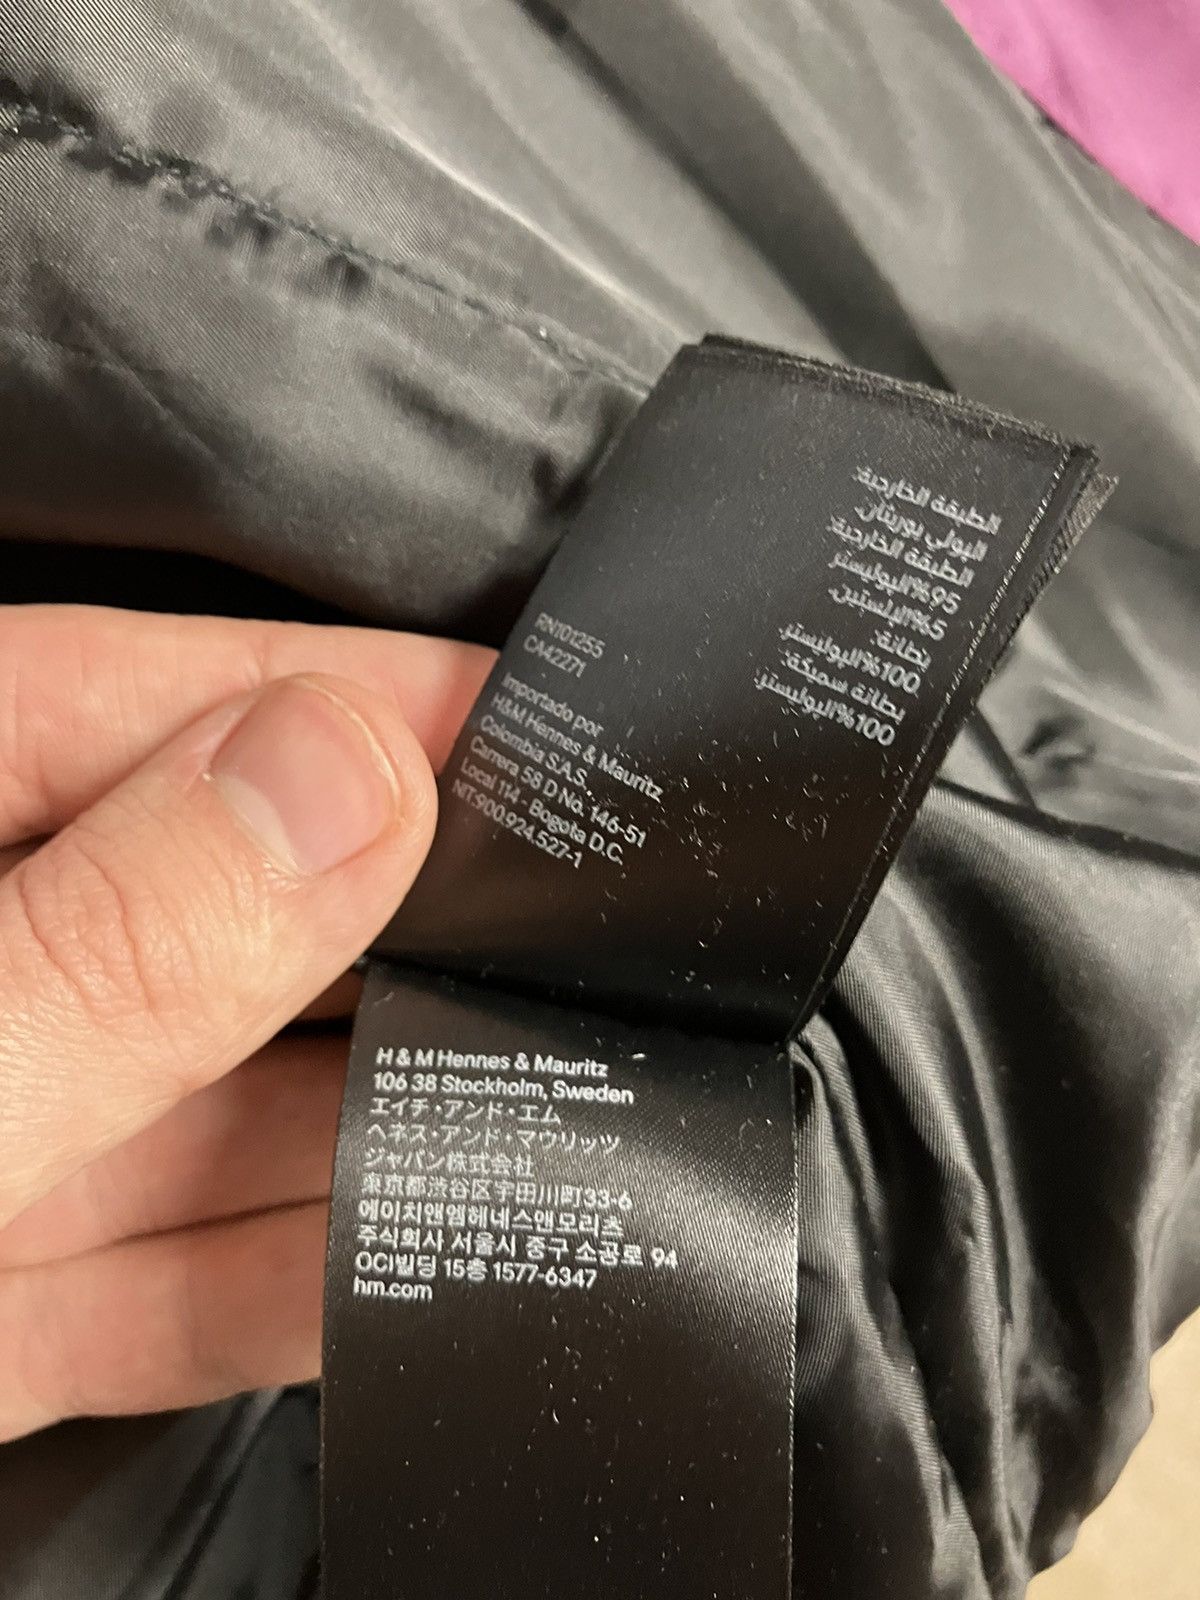 الطبقة الخارجية:
البولي يوريثان.
الطبقة الخارجية:
95%البوليستر
5%الإلستين.
بطانة:
100%البوليستر.
بطانة سميكة:
100%البوليستر.
RN101255
CA42271
Importado por
H&M Hennes & Mauritz
Colombia S.A.S.
Carrera 58 D No. 146-51
Local 114 - Bogota D.C.
NIT.900.924.527-1
H & M Hennes & Mauritz
106 38 Stockholm, Sweden
エイチ・アンド・エム
ヘネス・アンド・マウリッツ
ジャパン株式会社
東京都渋谷区宇田川町33-6
에이치앤엠헤네스앤모리츠
주식회사 서울시 중구 소공로 94
OCI빌딩 15층 1577-6347
hm.com